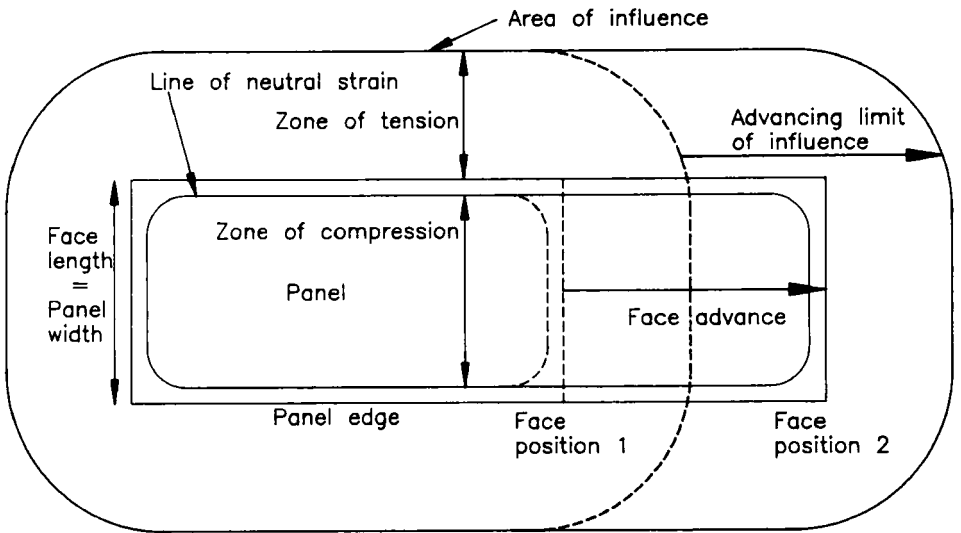 Area of influence
Line of neutral strain
Zone of tension
Advancing limit
of influence
Face
length
=
Panel
width
Zone of compression
Panel
Face advance
Panel edge
Face
position 1
Face
position 2